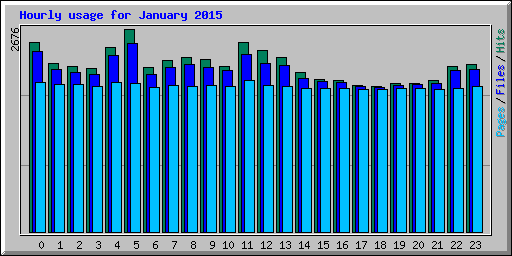 Hourly usage for January 2015
2676
Pages/Files/Hits
0 1 2 3 4 5 6 7 8 9 10 11 12 13 14 15 16 17 18 19 20 21 22 23